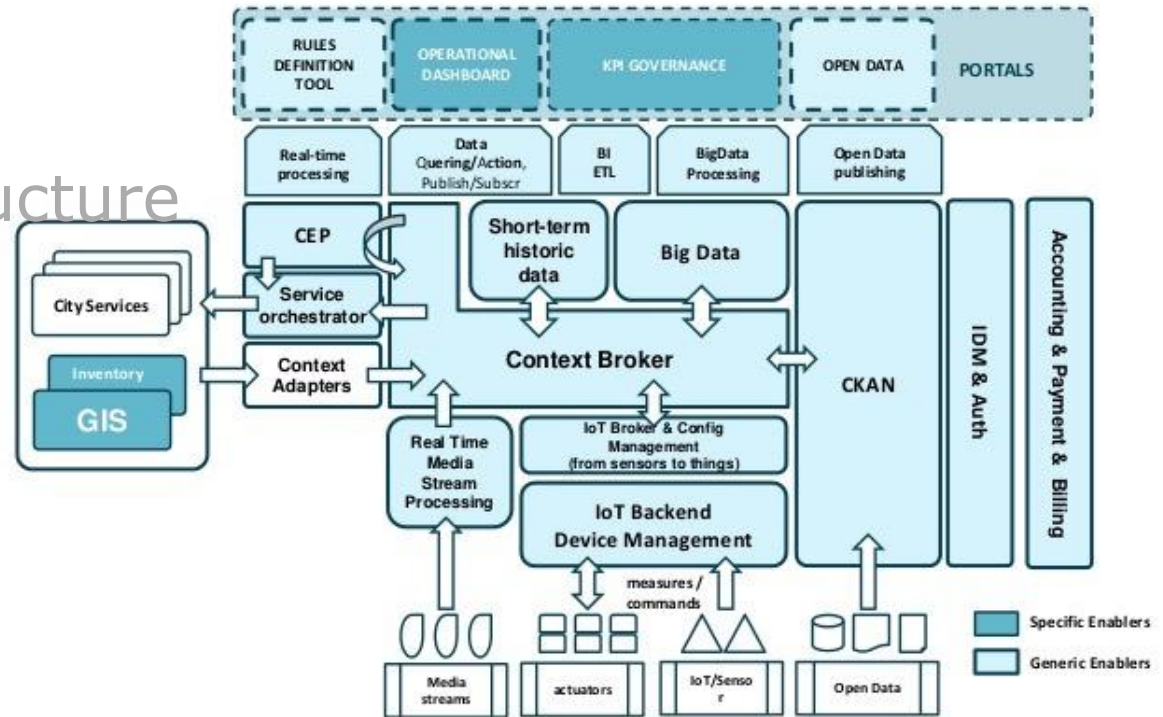 RULES
DEFINITION
TOOL
OPERATIONAL
DASHBOARD
KPI GOVERNANCE
OPEN DATA
PORTALS
Real-time
processing
Data
Quering/Action,
Publish/Subscr
BI
ETL
BigData
Processing
Open Data
publishing
ucture
CEP
Short-term
historic
data
Big Data
City Services
Service
orchestrator
Context Broker
Inventory
GIS
Context
Adapters
CKAN
IDM & Auth
Accounting & Payment & Billing
Real Time
Media
Stream
Processing
IoT Broker & Config
Management
(from sensors to things)
IoT Backend
Device Management
measures /
commands
Media
streams
actuators
IoT/Senso
r
Open Data
Specific Enablers
Generic Enablers